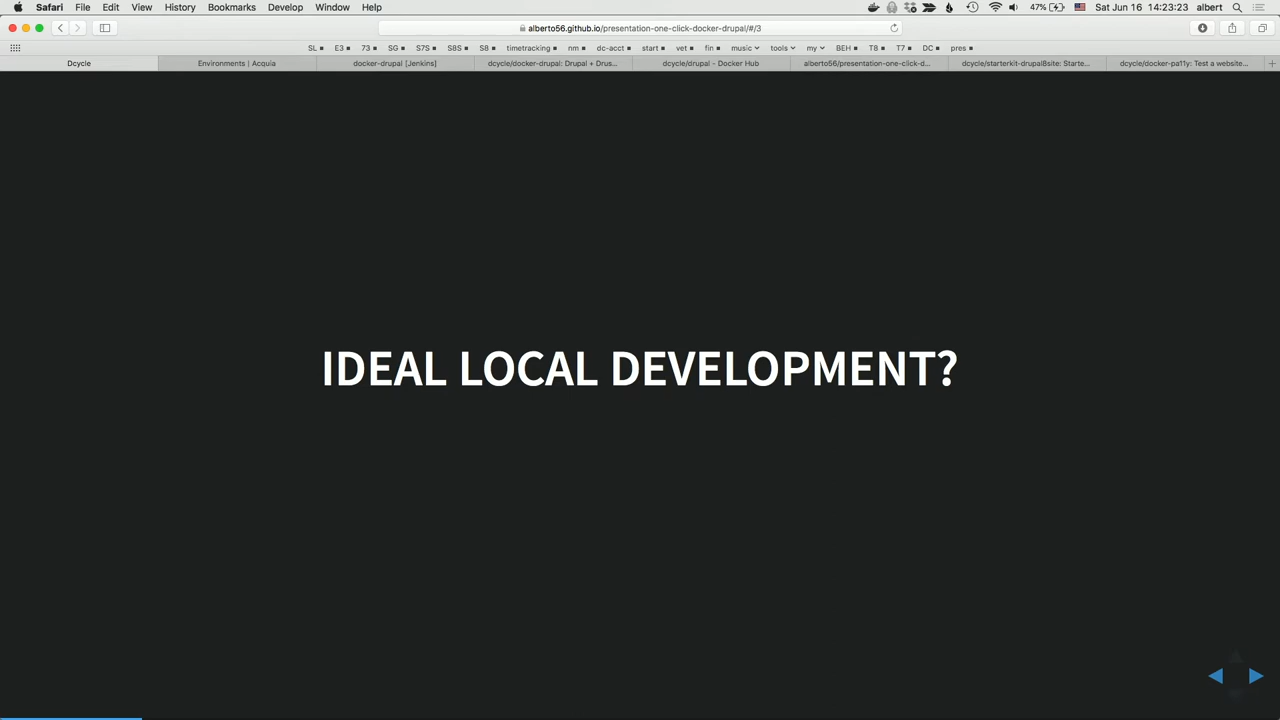 Safari File Edit View History Bookmarks Develop Window Help 47% Sat Jun 16 14:23:23 albert
alberto56.github.io/presentation-one-click-docker-drupal/#/3
SL E3 73 SG S7S S8S S8 timetracking nm dc-acct start vet fin music tools my BEH T8 T7 DC pres
Dcycle Environments | Acquia docker-drupal [Jenkins] dcycle/docker-drupal: Drupal + Drus... dcycle/drupal - Docker Hub alberto56/presentation-one-click-d... dcycle/starterkit-drupal8site: Starte... dcycle/docker-pa11y: Test a website...
IDEAL LOCAL DEVELOPMENT?